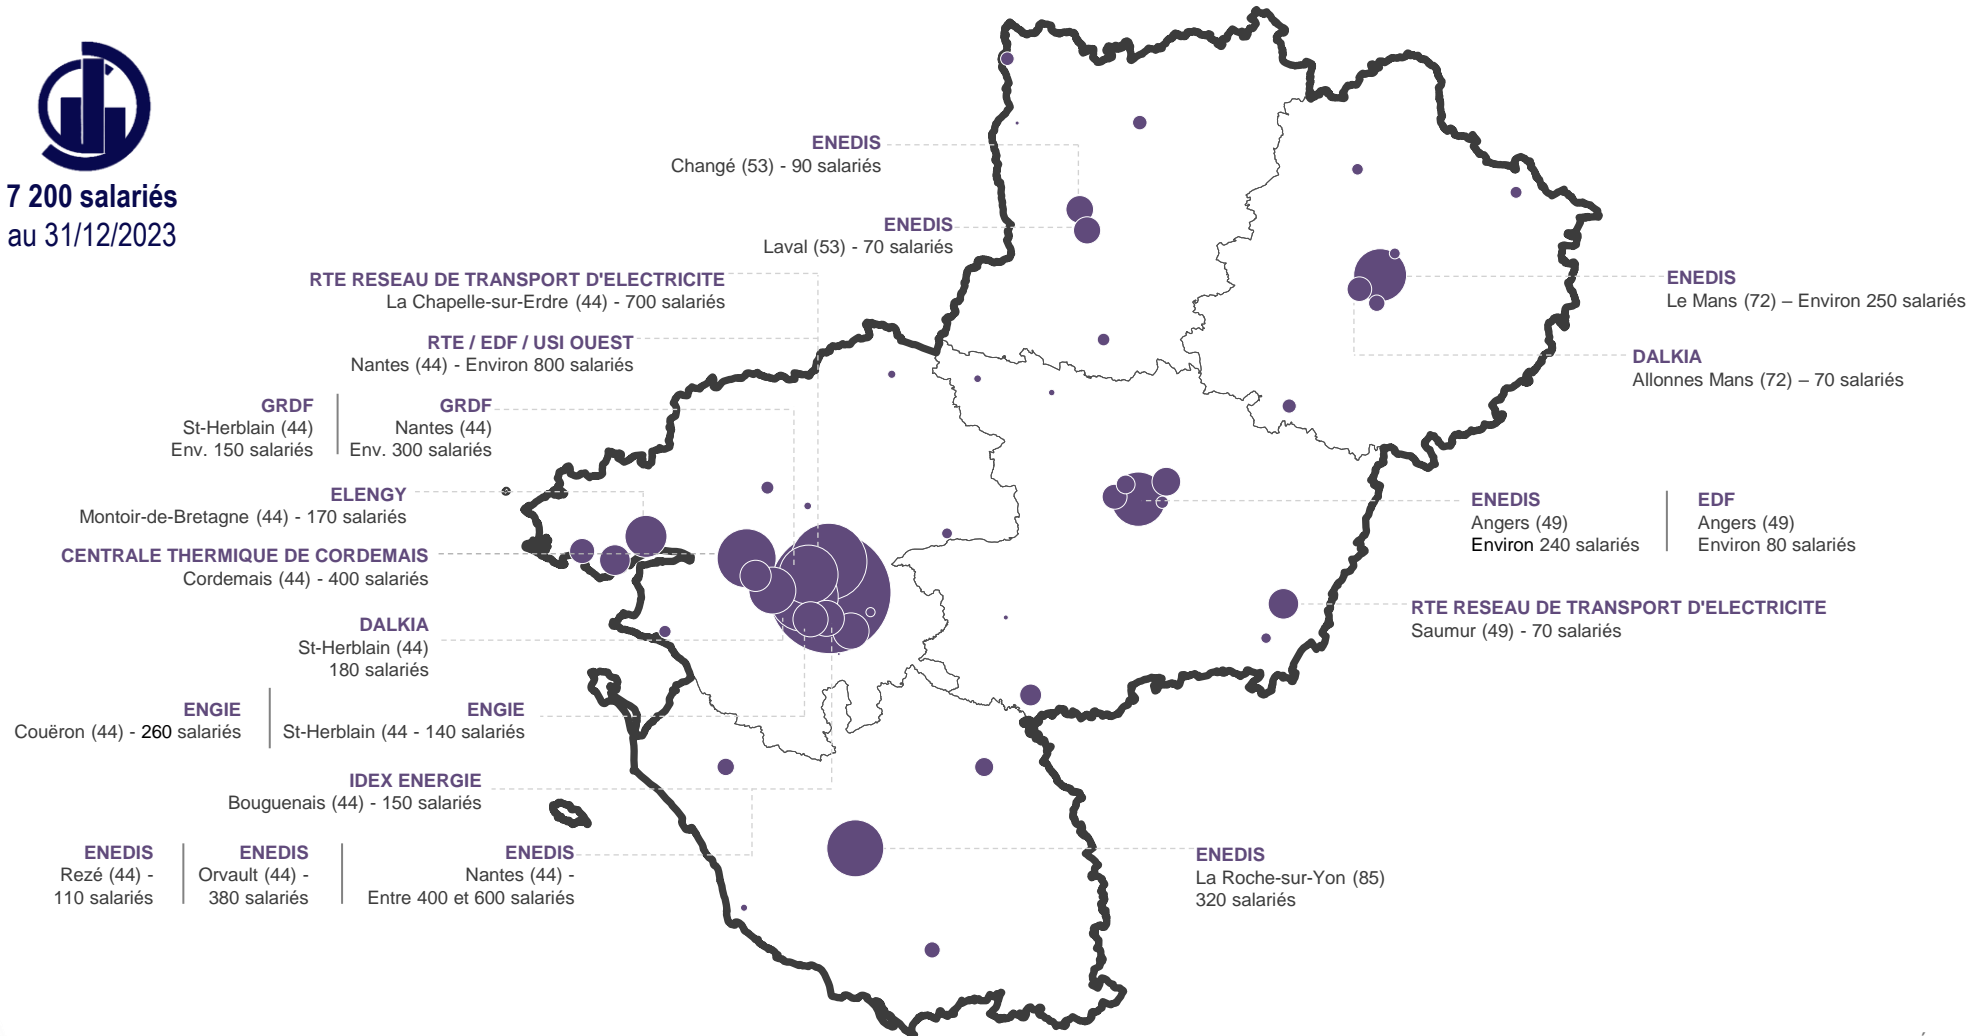 7 200 salariés
au 31/12/2023
ENEDIS
Changé (53) - 90 salariés
ENEDIS
Laval (53) - 70 salariés
RTE RESEAU DE TRANSPORT D'ELECTRICITE
La Chapelle-sur-Erdre (44) - 700 salariés
RTE / EDF / USI OUEST
Nantes (44) - Environ 800 salariés
GRDF
St-Herblain (44)
Env. 150 salariés
GRDF
Nantes (44)
Env. 300 salariés
ELENGY
Montoir-de-Bretagne (44) - 170 salariés
CENTRALE THERMIQUE DE CORDEMAIS
Cordemais (44) - 400 salariés
DALKIA
St-Herblain (44)
180 salariés
ENGIE
Couëron (44) - 260 salariés
ENGIE
St-Herblain (44 - 140 salariés
IDEX ENERGIE
Bouguenais (44) - 150 salariés
ENEDIS
Rezé (44) -
110 salariés
ENEDIS
Orvault (44) -
380 salariés
ENEDIS
Nantes (44) -
Entre 400 et 600 salariés
ENEDIS
Le Mans (72) – Environ 250 salariés
DALKIA
Allonnes Mans (72) – 70 salariés
ENEDIS
Angers (49)
Environ 240 salariés
EDF
Angers (49)
Environ 80 salariés
RTE RESEAU DE TRANSPORT D'ELECTRICITE
Saumur (49) - 70 salariés
ENEDIS
La Roche-sur-Yon (85)
320 salariés